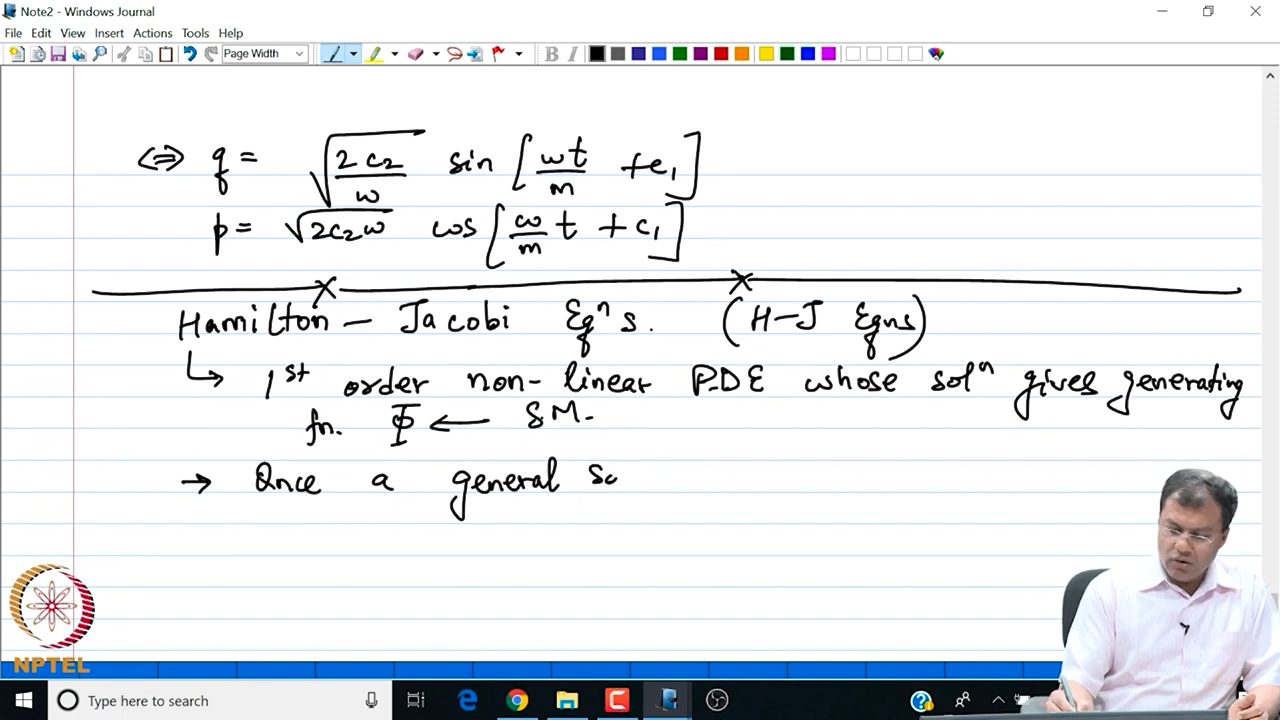 Note2 - Windows Journal
File Edit View Insert Actions Tools Help
Page Width B I
⇔ q = √(2c₂/ω) sin [ωt/m + c₁]
p = √(2c₂ω) cos [ω/m t + c₁]
Hamilton - Jacobi Eqⁿs. (H-J Eqns)
↳ 1st order non-linear P.D.E whose solⁿ gives generating
fn. Φ ← SM.
→ Once a general so
NPTEL
Type here to search